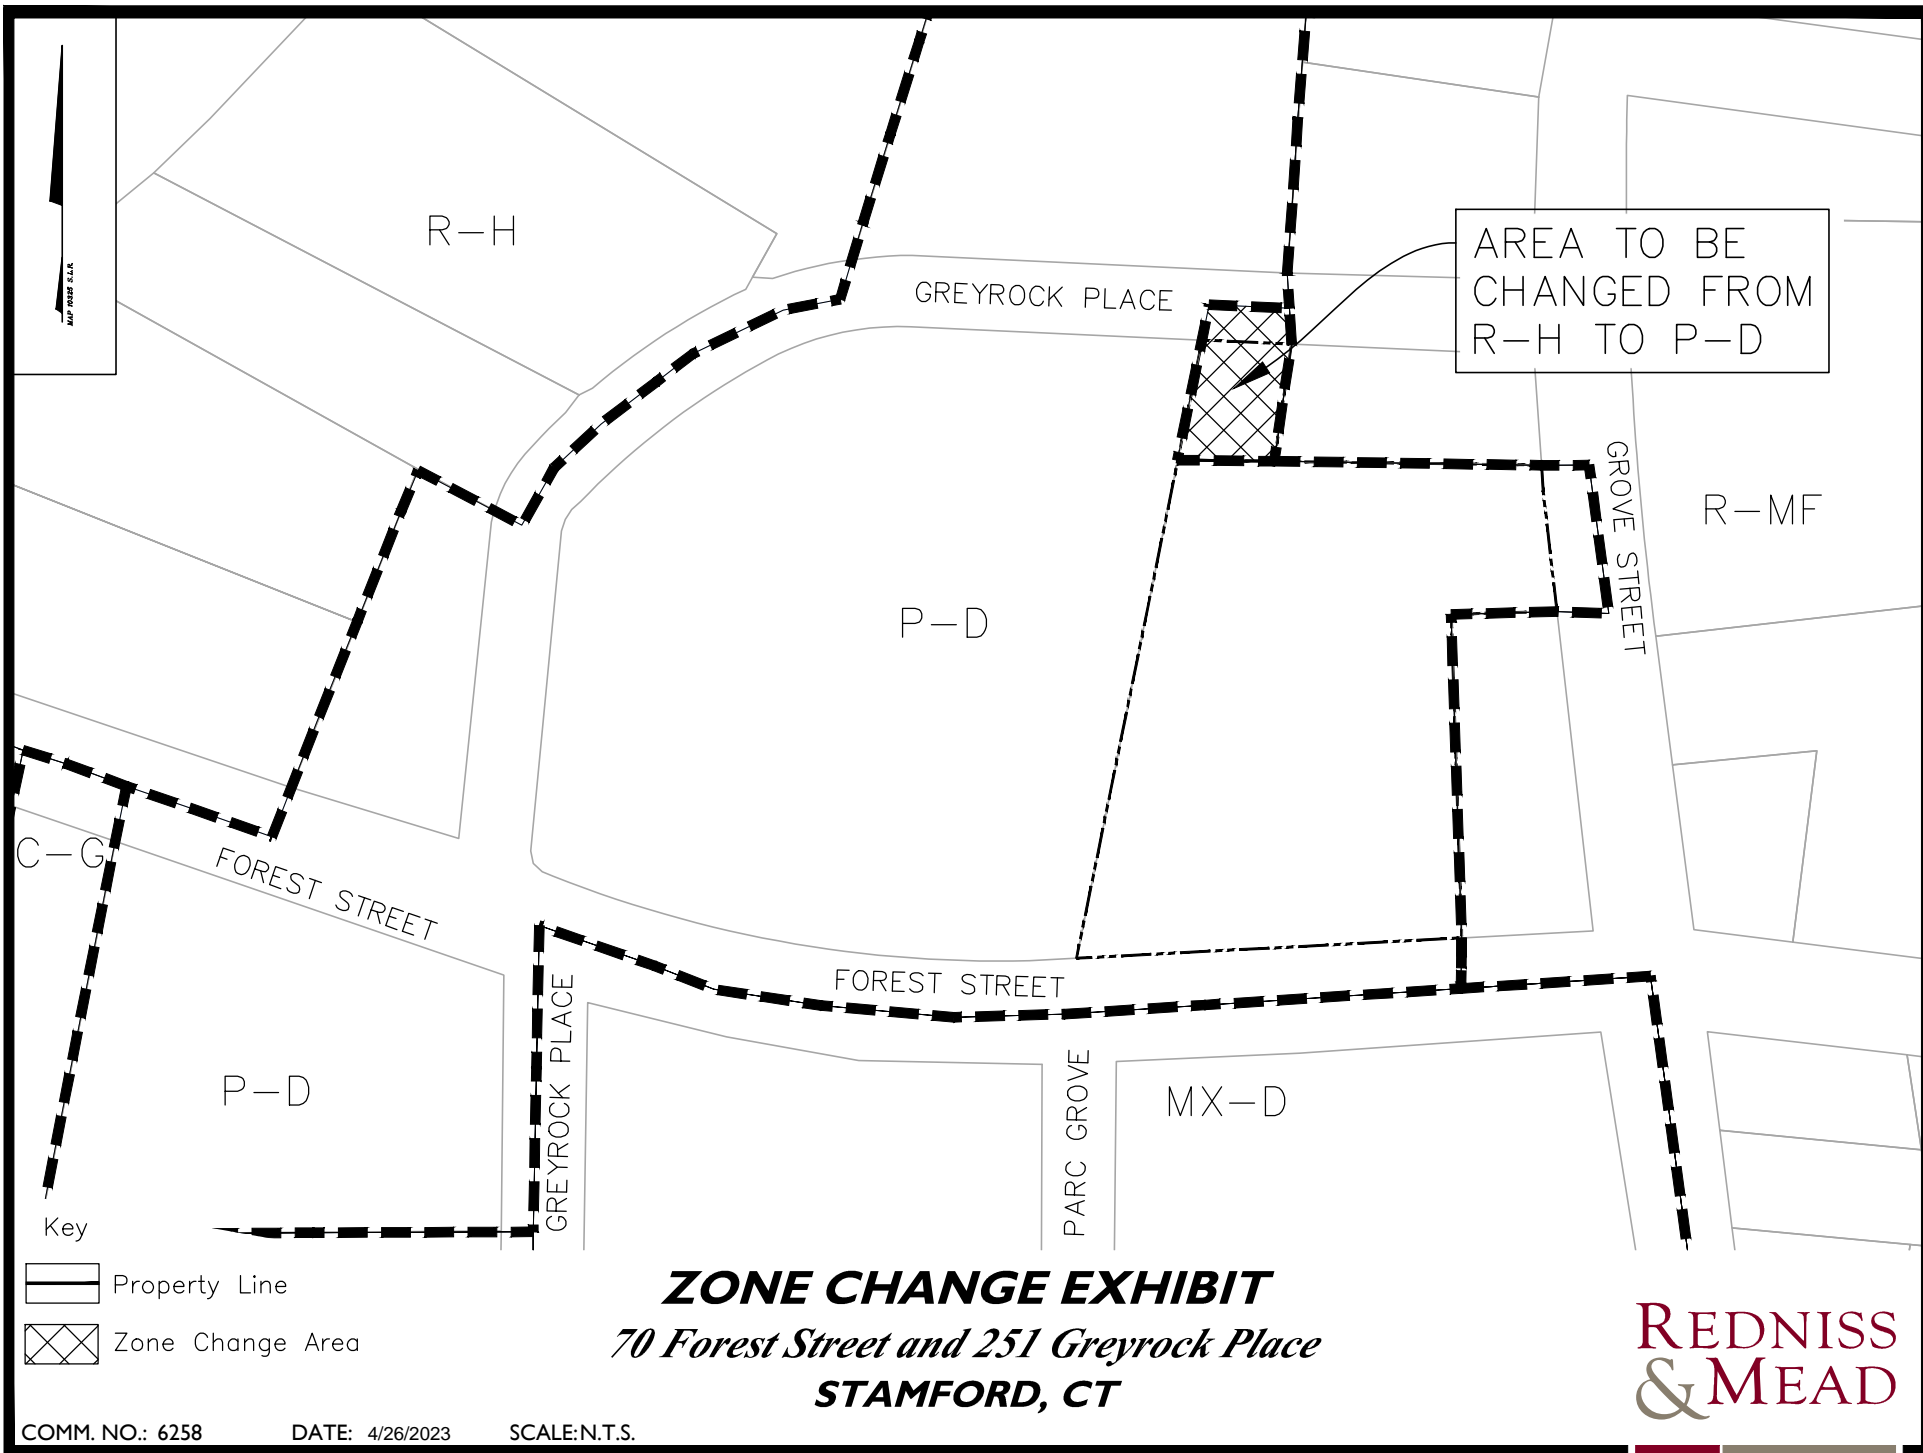 MAP 10325 S.L.R.
R-H
GREYROCK PLACE
AREA TO BE
CHANGED FROM
R-H TO P-D
GROVE STREET
R-MF
P-D
C-G
FOREST STREET
FOREST STREET
GREYROCK PLACE
PARC GROVE
P-D
MX-D
Key
Property Line
Zone Change Area
ZONE CHANGE EXHIBIT
70 Forest Street and 251 Greyrock Place
STAMFORD, CT
REDNISS
& MEAD
COMM. NO.: 6258 DATE: 4/26/2023 SCALE: N.T.S.